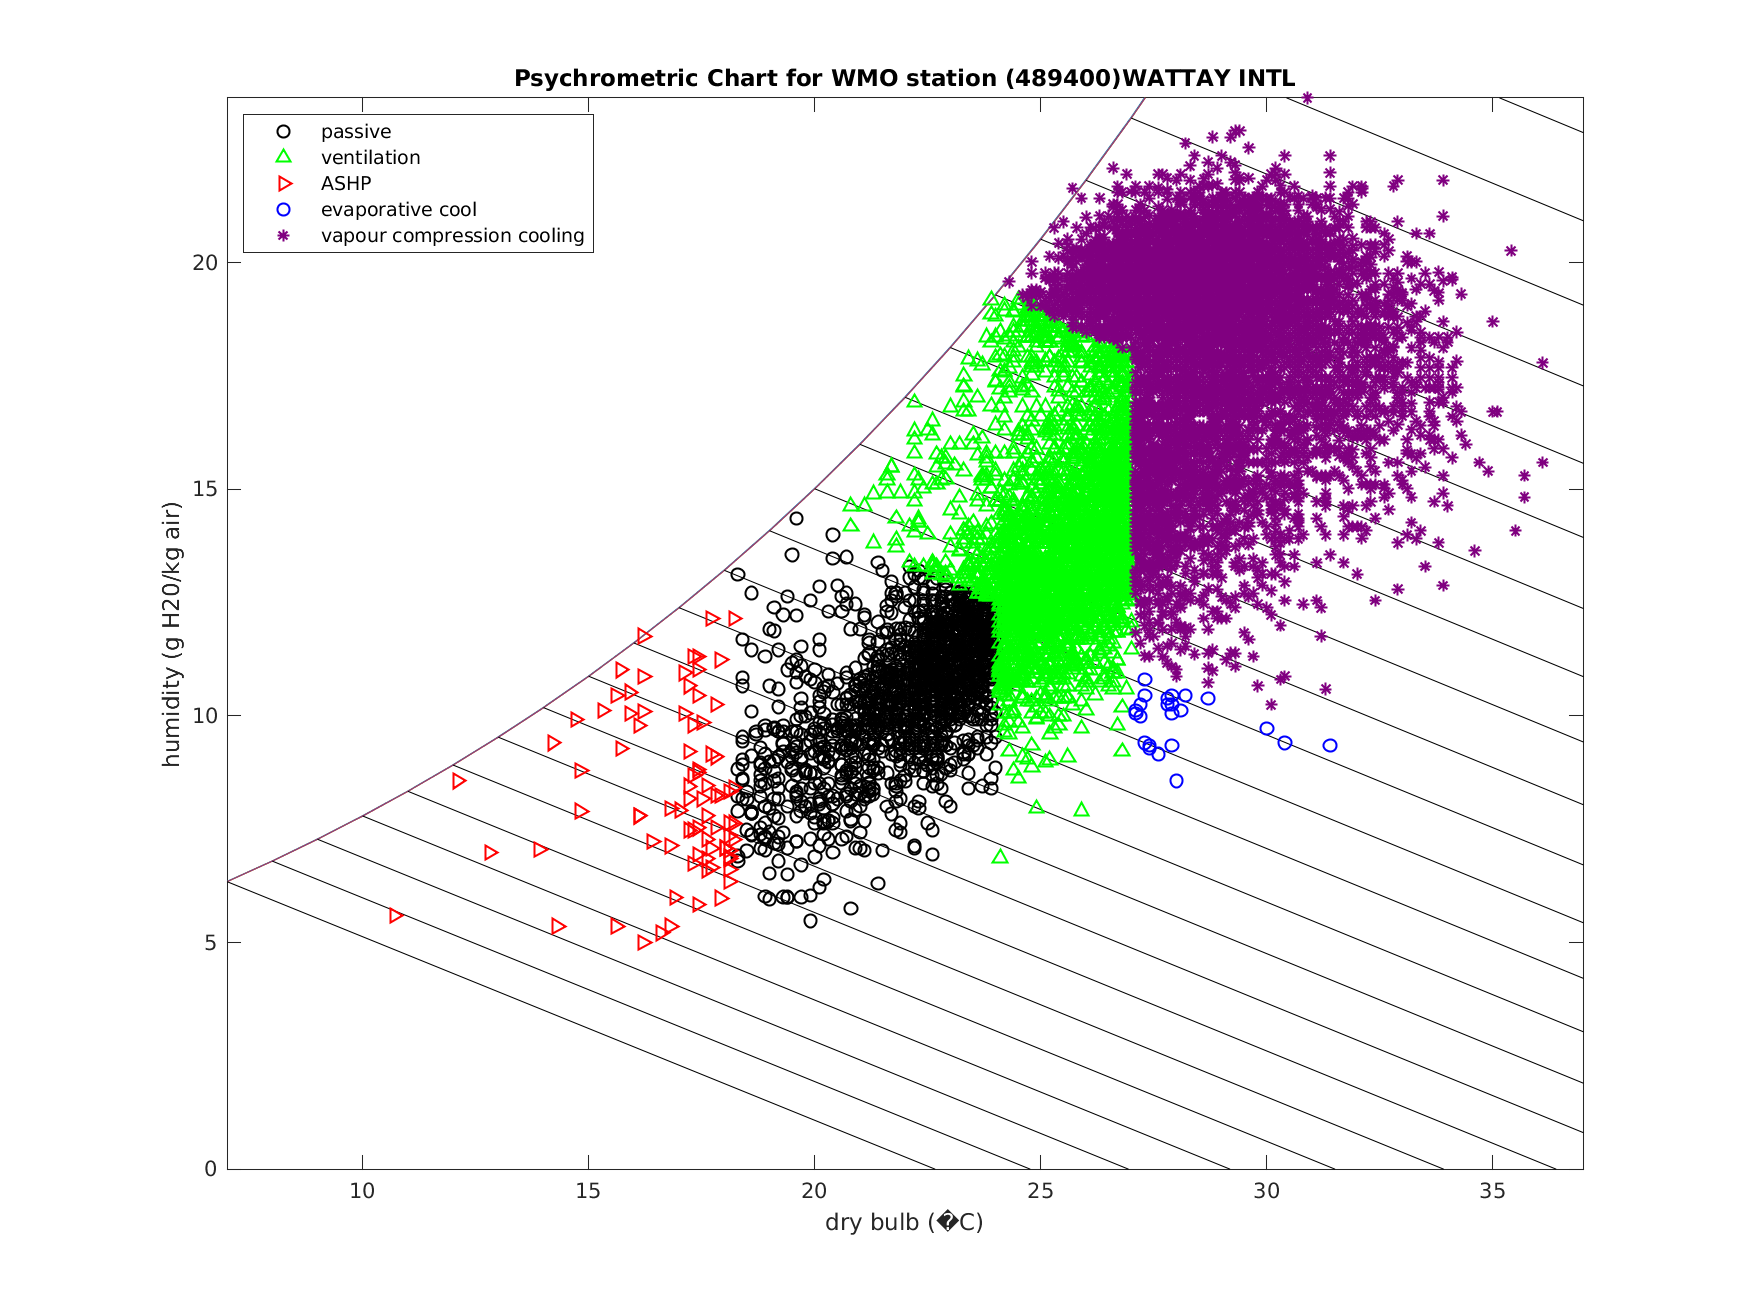 Psychrometric Chart for WMO station (489400)WATTAY INTL
passive
ventilation
ASHP
evaporative cool
vapour compression cooling
humidity (g H20/kg air)
20
15
10
5
0
10 15 20 25 30 35
dry bulb (�C)